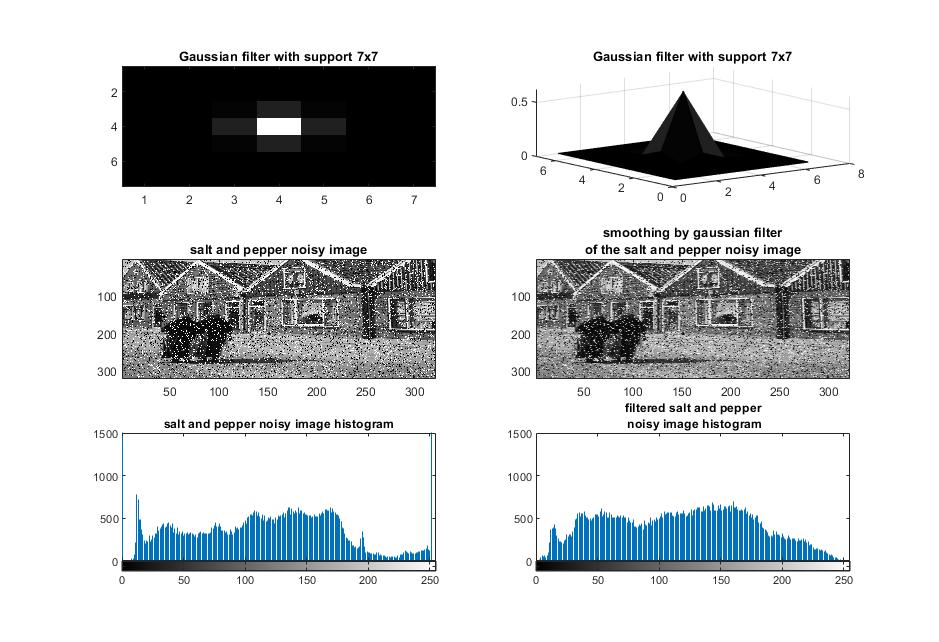 Gaussian filter with support 7x7
2
4
6
1 2 3 4 5 6 7
Gaussian filter with support 7x7
0.5
0
6 4 2 0
0 2 4 6 8
salt and pepper noisy image
100
200
300
50 100 150 200 250 300
smoothing by gaussian filter
of the salt and pepper noisy image
100
200
300
50 100 150 200 250 300
salt and pepper noisy image histogram
1500
1000
500
0
0 50 100 150 200 250
filtered salt and pepper
noisy image histogram
1500
1000
500
0
0 50 100 150 200 250